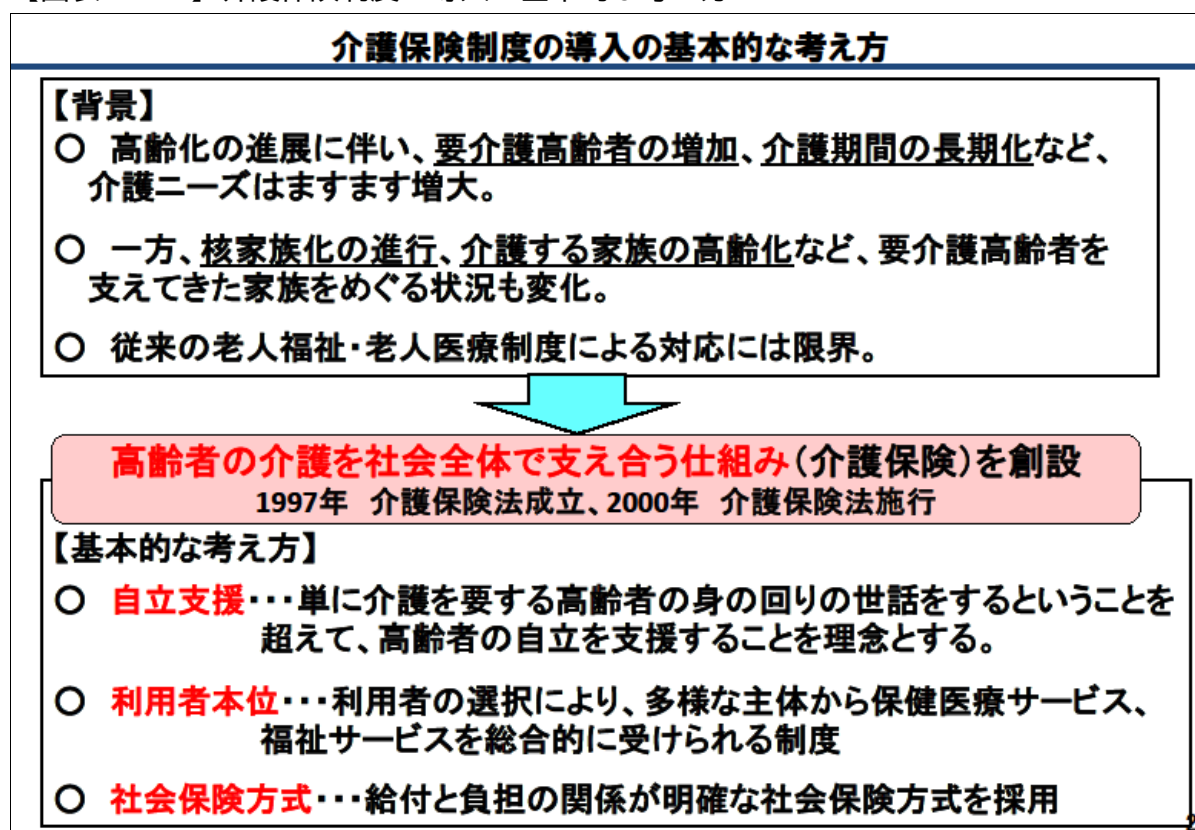 介護保険制度の導入の基本的な考え方
【背景】
○ 高齢化の進展に伴い、要介護高齢者の増加、介護期間の長期化など、
介護ニーズはますます増大。
○ 一方、核家族化の進行、介護する家族の高齢化など、要介護高齢者を
支えてきた家族をめぐる状況も変化。
○ 従来の老人福祉・老人医療制度による対応には限界。
高齢者の介護を社会全体で支え合う仕組み(介護保険)を創設
1997年 介護保険法成立、2000年 介護保険法施行
【基本的な考え方】
○ 自立支援・・・単に介護を要する高齢者の身の回りの世話をするということを
超えて、高齢者の自立を支援することを理念とする。
○ 利用者本位・・・利用者の選択により、多様な主体から保健医療サービス、
福祉サービスを総合的に受けられる制度
○ 社会保険方式・・・給付と負担の関係が明確な社会保険方式を採用